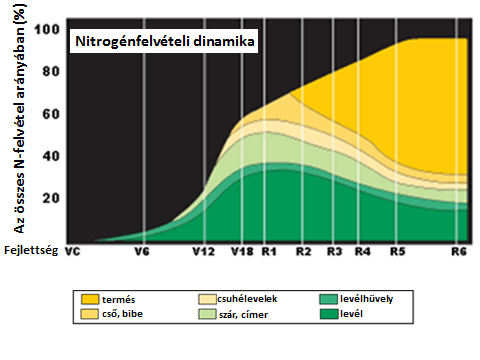 Nitrogénfelvételi dinamika
Az összes N-felvétel arányában (%)
100
80
60
40
20
Fejlettség VC V6 V12 V18 R1 R2 R3 R4 R5 R6
termés csuhélevelek levélhüvely
cső, bibe szár, címer levél